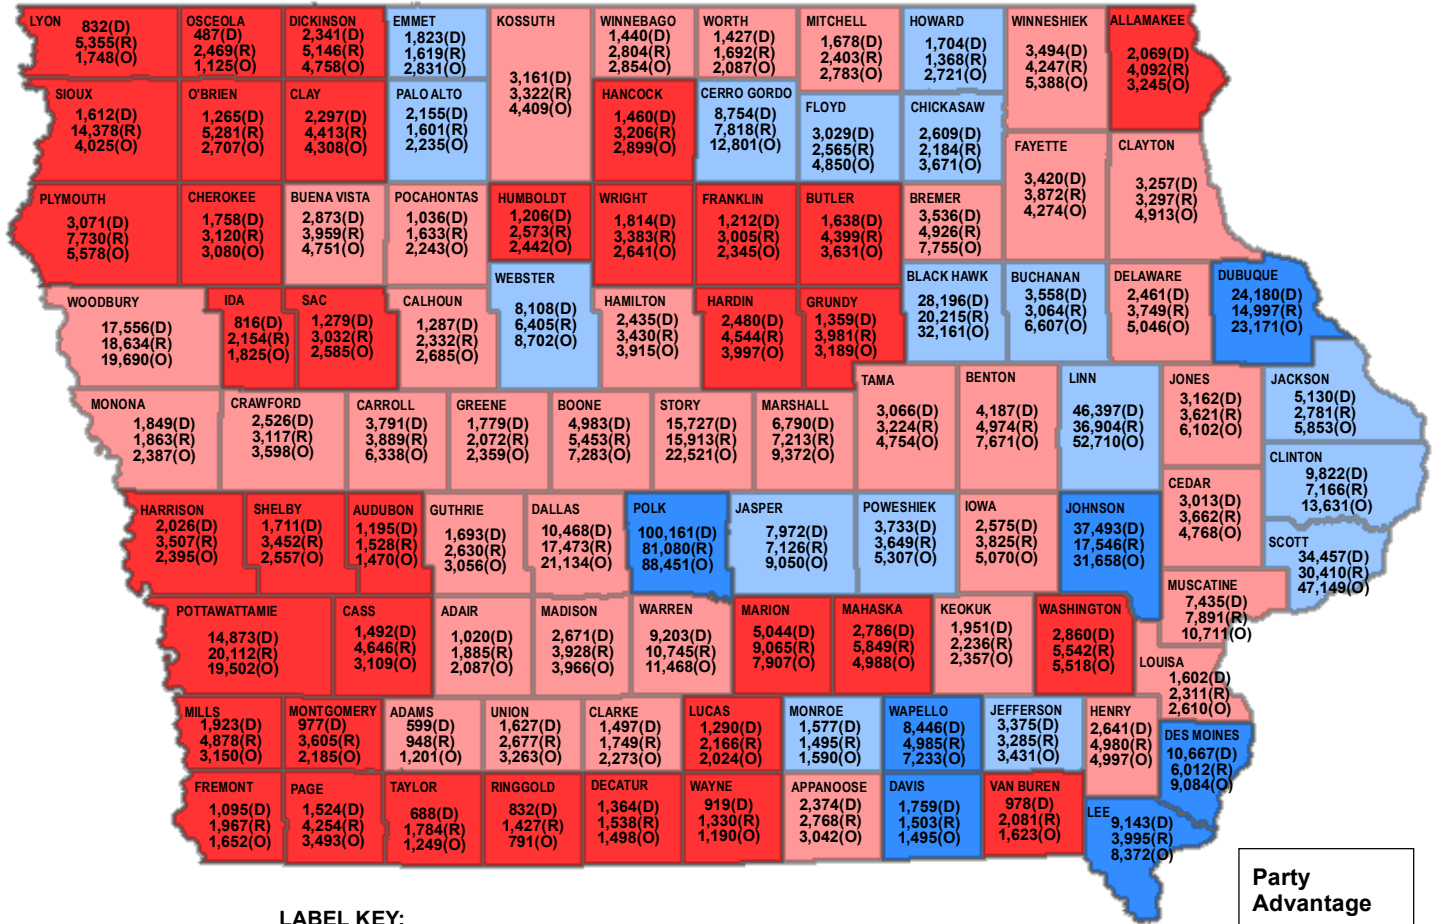 LYON
832(D)
5,355(R)
1,748(O)
OSCEOLA
487(D)
2,469(R)
1,125(O)
DICKINSON
2,341(D)
5,146(R)
4,758(O)
EMMET
1,823(D)
1,619(R)
2,831(O)
KOSSUTH
3,161(D)
3,322(R)
4,409(O)
WINNEBAGO
1,440(D)
2,804(R)
2,854(O)
WORTH
1,427(D)
1,692(R)
2,087(O)
MITCHELL
1,678(D)
2,403(R)
2,783(O)
HOWARD
1,704(D)
1,368(R)
2,721(O)
WINNESHIEK
3,494(D)
4,247(R)
5,388(O)
ALLAMAKEE
2,069(D)
4,092(R)
3,245(O)
SIOUX
1,612(D)
14,378(R)
4,025(O)
O'BRIEN
1,265(D)
5,281(R)
2,707(O)
CLAY
2,297(D)
4,413(R)
4,308(O)
PALO ALTO
2,155(D)
1,601(R)
2,235(O)
HANCOCK
1,460(D)
3,206(R)
2,899(O)
CERRO GORDO
8,754(D)
7,818(R)
12,801(O)
FLOYD
3,029(D)
2,565(R)
4,850(O)
CHICKASAW
2,609(D)
2,184(R)
3,671(O)
FAYETTE
3,420(D)
3,872(R)
4,274(O)
CLAYTON
3,257(D)
3,297(R)
4,913(O)
PLYMOUTH
3,071(D)
7,730(R)
5,578(O)
CHEROKEE
1,758(D)
3,120(R)
3,080(O)
BUENA VISTA
2,873(D)
3,959(R)
4,751(O)
POCAHONTAS
1,036(D)
1,633(R)
2,243(O)
HUMBOLDT
1,206(D)
2,573(R)
2,442(O)
WRIGHT
1,814(D)
3,383(R)
2,641(O)
FRANKLIN
1,212(D)
3,005(R)
2,345(O)
BUTLER
1,638(D)
4,399(R)
3,631(O)
BREMER
3,536(D)
4,926(R)
7,755(O)
WOODBURY
17,556(D)
18,634(R)
19,690(O)
IDA
816(D)
2,154(R)
1,825(O)
SAC
1,279(D)
3,032(R)
2,585(O)
CALHOUN
1,287(D)
2,332(R)
2,685(O)
WEBSTER
8,108(D)
6,405(R)
8,702(O)
HAMILTON
2,435(D)
3,430(R)
3,915(O)
HARDIN
2,480(D)
4,544(R)
3,997(O)
GRUNDY
1,359(D)
3,981(R)
3,189(O)
BLACK HAWK
28,196(D)
20,215(R)
32,161(O)
BUCHANAN
3,558(D)
3,064(R)
6,607(O)
DELAWARE
2,461(D)
3,749(R)
5,046(O)
DUBUQUE
24,180(D)
14,997(R)
23,171(O)
MONONA
1,849(D)
1,863(R)
2,387(O)
CRAWFORD
2,526(D)
3,117(R)
3,598(O)
CARROLL
3,791(D)
3,889(R)
6,338(O)
GREENE
1,779(D)
2,072(R)
2,359(O)
BOONE
4,983(D)
5,453(R)
7,283(O)
STORY
15,727(D)
15,913(R)
22,521(O)
MARSHALL
6,790(D)
7,213(R)
9,372(O)
TAMA
3,066(D)
3,224(R)
4,754(O)
BENTON
4,187(D)
4,974(R)
7,671(O)
LINN
46,397(D)
36,904(R)
52,710(O)
JONES
3,162(D)
3,621(R)
6,102(O)
JACKSON
5,130(D)
2,781(R)
5,853(O)
CLINTON
9,822(D)
7,166(R)
13,631(O)
CEDAR
3,013(D)
3,662(R)
4,768(O)
SCOTT
34,457(D)
30,410(R)
47,149(O)
HARRISON
2,026(D)
3,507(R)
2,395(O)
SHELBY
1,711(D)
3,452(R)
2,557(O)
AUDUBON
1,195(D)
1,528(R)
1,470(O)
GUTHRIE
1,693(D)
2,630(R)
3,056(O)
DALLAS
10,468(D)
17,473(R)
21,134(O)
POLK
100,161(D)
81,080(R)
88,451(O)
JASPER
7,972(D)
7,126(R)
9,050(O)
POWESHIEK
3,733(D)
3,649(R)
5,307(O)
IOWA
2,575(D)
3,825(R)
5,070(O)
JOHNSON
37,493(D)
17,546(R)
31,658(O)
MUSCATINE
7,435(D)
7,891(R)
10,711(O)
POTTAWATTAMIE
14,873(D)
20,112(R)
19,502(O)
CASS
1,492(D)
4,646(R)
3,109(O)
ADAIR
1,020(D)
1,885(R)
2,087(O)
MADISON
2,671(D)
3,928(R)
3,966(O)
WARREN
9,203(D)
10,745(R)
11,468(O)
MARION
5,044(D)
9,065(R)
7,907(O)
MAHASKA
2,786(D)
5,849(R)
4,988(O)
KEOKUK
1,951(D)
2,236(R)
2,357(O)
WASHINGTON
2,860(D)
5,542(R)
5,518(O)
LOUISA
1,602(D)
2,311(R)
2,610(O)
MILLS
1,923(D)
4,878(R)
3,150(O)
MONTGOMERY
977(D)
3,605(R)
2,185(O)
ADAMS
599(D)
948(R)
1,201(O)
UNION
1,627(D)
2,677(R)
3,263(O)
CLARKE
1,497(D)
1,749(R)
2,273(O)
LUCAS
1,290(D)
2,166(R)
2,024(O)
MONROE
1,577(D)
1,495(R)
1,590(O)
WAPELLO
8,446(D)
4,985(R)
7,233(O)
JEFFERSON
3,375(D)
3,285(R)
3,431(O)
HENRY
2,641(D)
4,980(R)
4,997(O)
DES MOINES
10,667(D)
6,012(R)
9,084(O)
FREMONT
1,095(D)
1,967(R)
1,652(O)
PAGE
1,524(D)
4,254(R)
3,493(O)
TAYLOR
688(D)
1,784(R)
1,249(O)
RINGGOLD
832(D)
1,427(R)
791(O)
DECATUR
1,364(D)
1,538(R)
1,498(O)
WAYNE
919(D)
1,330(R)
1,190(O)
APPANOOSE
2,374(D)
2,768(R)
3,042(O)
DAVIS
1,759(D)
1,503(R)
1,495(O)
VAN BUREN
978(D)
2,081(R)
1,623(O)
LEE
9,143(D)
3,995(R)
8,372(O)
Party
Advantage
LABEL KEY: